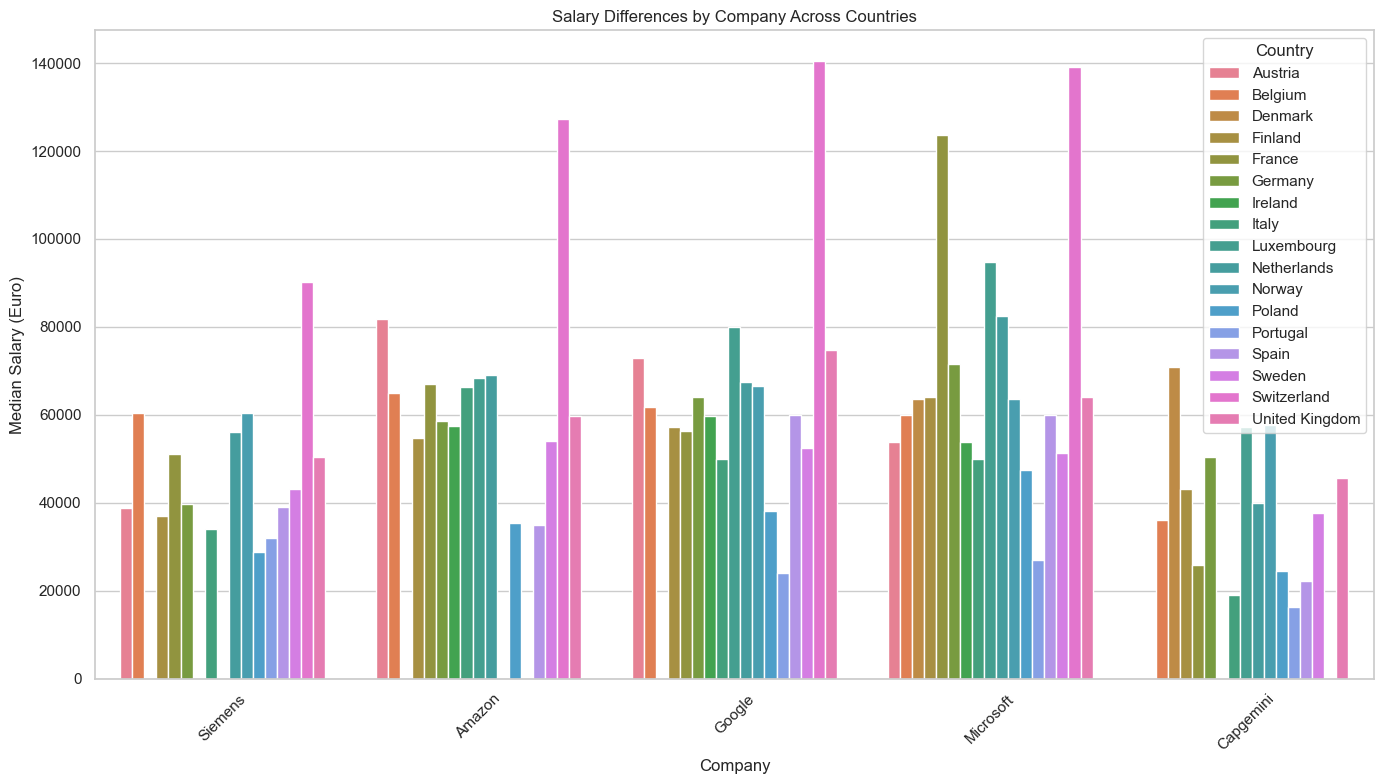 Salary Differences by Company Across Countries
Median Salary (Euro)
140000
120000
100000
80000
60000
40000
20000
0
Country
Austria
Belgium
Denmark
Finland
France
Germany
Ireland
Italy
Luxembourg
Netherlands
Norway
Poland
Portugal
Spain
Sweden
Switzerland
United Kingdom
Siemens
Amazon
Google
Microsoft
Capgemini
Company